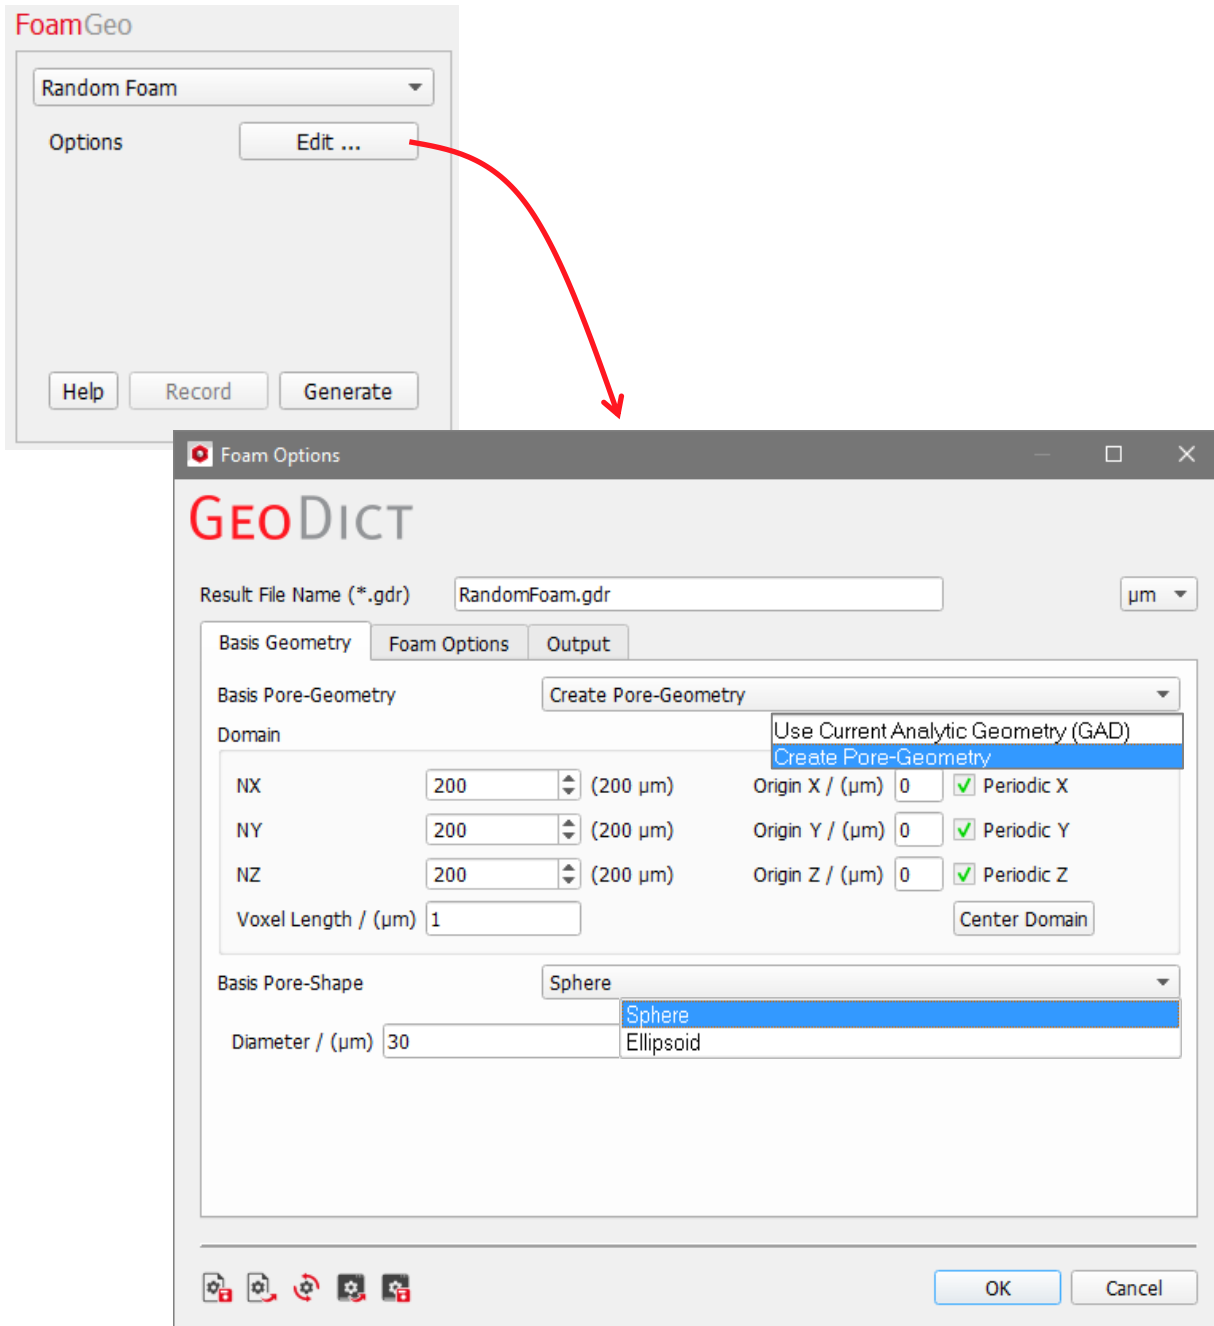 FoamGeo
Random Foam
Options Edit ...
Help Record Generate
Foam Options
GEODICT
Result File Name (*.gdr) RandomFoam.gdr µm
Basis Geometry Foam Options Output
Basis Pore-Geometry Create Pore-Geometry
Use Current Analytic Geometry (GAD)
Domain
Create Pore-Geometry
NX 200 (200 µm) Origin X / (µm) 0 Periodic X
NY 200 (200 µm) Origin Y / (µm) 0 Periodic Y
NZ 200 (200 µm) Origin Z / (µm) 0 Periodic Z
Voxel Length / (µm) 1 Center Domain
Basis Pore-Shape Sphere
Sphere
Diameter / (µm) 30 Ellipsoid
OK Cancel